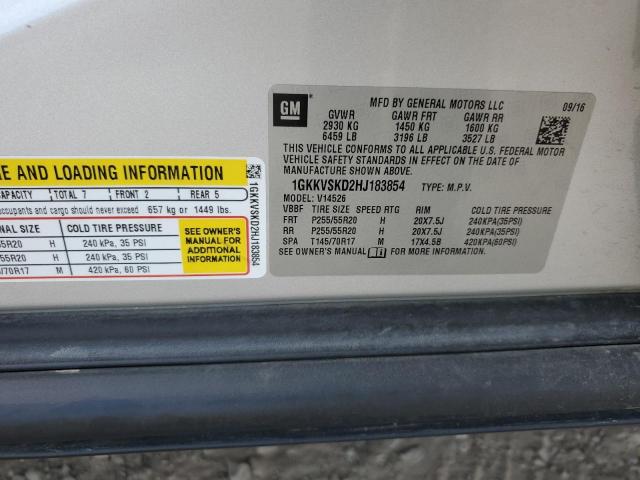 GM
MFD BY GENERAL MOTORS LLC 09/16
GVWR GAWR FRT GAWR RR
2930 KG 1450 KG 1600 KG
6459 LB 3196 LB 3527 LB
THIS VEHICLE CONFORMS TO ALL APPLICABLE U.S. FEDERAL MOTOR
VEHICLE SAFETY STANDARDS IN EFFECT ON THE DATE OF
MANUFACTURE SHOWN ABOVE.
1GKKVSKD2HJ183854 TYPE: M.P.V.
MODEL: V14526
VBBF TIRE SIZE SPEED RTG RIM COLD TIRE PRESSURE
FRT P255/55R20 H 20X7.5J 240KPA(35PSI)
RR P255/55R20 H 20X7.5J 240KPA(35PSI)
SPA T145/70R17 M 17X4.5B 420KPA(60PSI)
SEE OWNER'S MANUAL FOR MORE INFORMATION.
E AND LOADING INFORMATION
CAPACITY TOTAL 7 FRONT 2 REAR 5
occupants and cargo should never exceed 657 kg or 1449 lbs.
NAL SIZE COLD TIRE PRESSURE
55R20 H 240 kPa, 35 PSI
55R20 H 240 kPa, 35 PSI
/70R17 M 420 kPa, 60 PSI
SEE OWNER'S
MANUAL FOR
ADDITIONAL
INFORMATION
1GKKVSKD2HJ183854